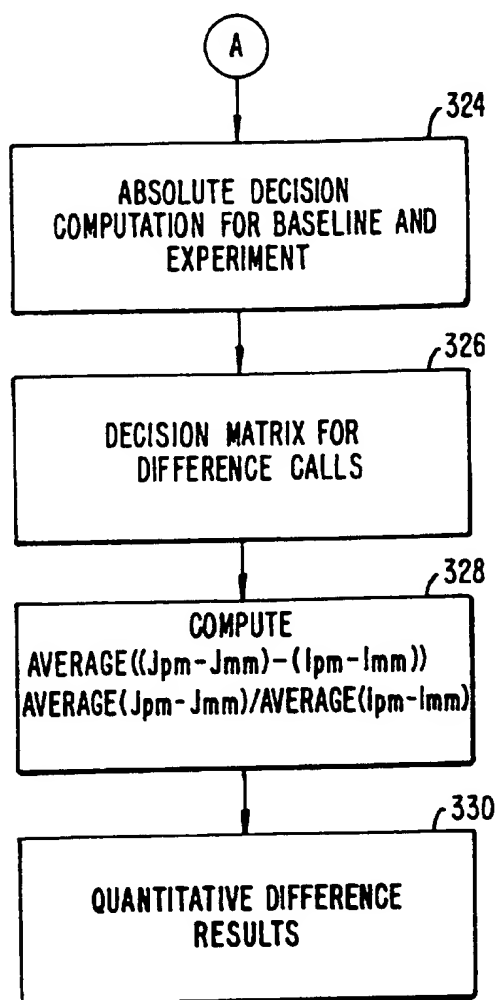 A
324
ABSOLUTE DECISION
COMPUTATION FOR BASELINE AND
EXPERIMENT
326
DECISION MATRIX FOR
DIFFERENCE CALLS
328
COMPUTE
AVERAGE((Jpm-Jmm)-(Ipm-Imm))
AVERAGE(Jpm-Jmm)/AVERAGE(Ipm-Imm)
330
QUANTITATIVE DIFFERENCE
RESULTS